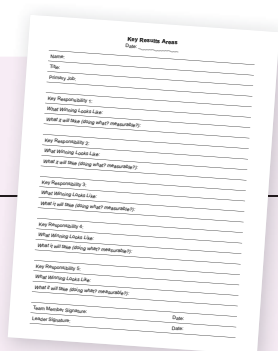 Key Results Areas
Date:
Name:
Title:
Primary Job:
Key Responsibility 1:
What Winning Looks Like:
What it will take (doing what? measurable?):
Key Responsibility 2:
What Winning Looks Like:
What it will take (doing what? measurable?):
Key Responsibility 3:
What Winning Looks Like:
What it will take (doing what? measurable?):
Key Responsibility 4:
What Winning Looks Like:
What it will take (doing what? measurable?):
Key Responsibility 5:
What Winning Looks Like:
What it will take (doing what? measurable?):
Team Member Signature: Date:
Leader Signature: Date: